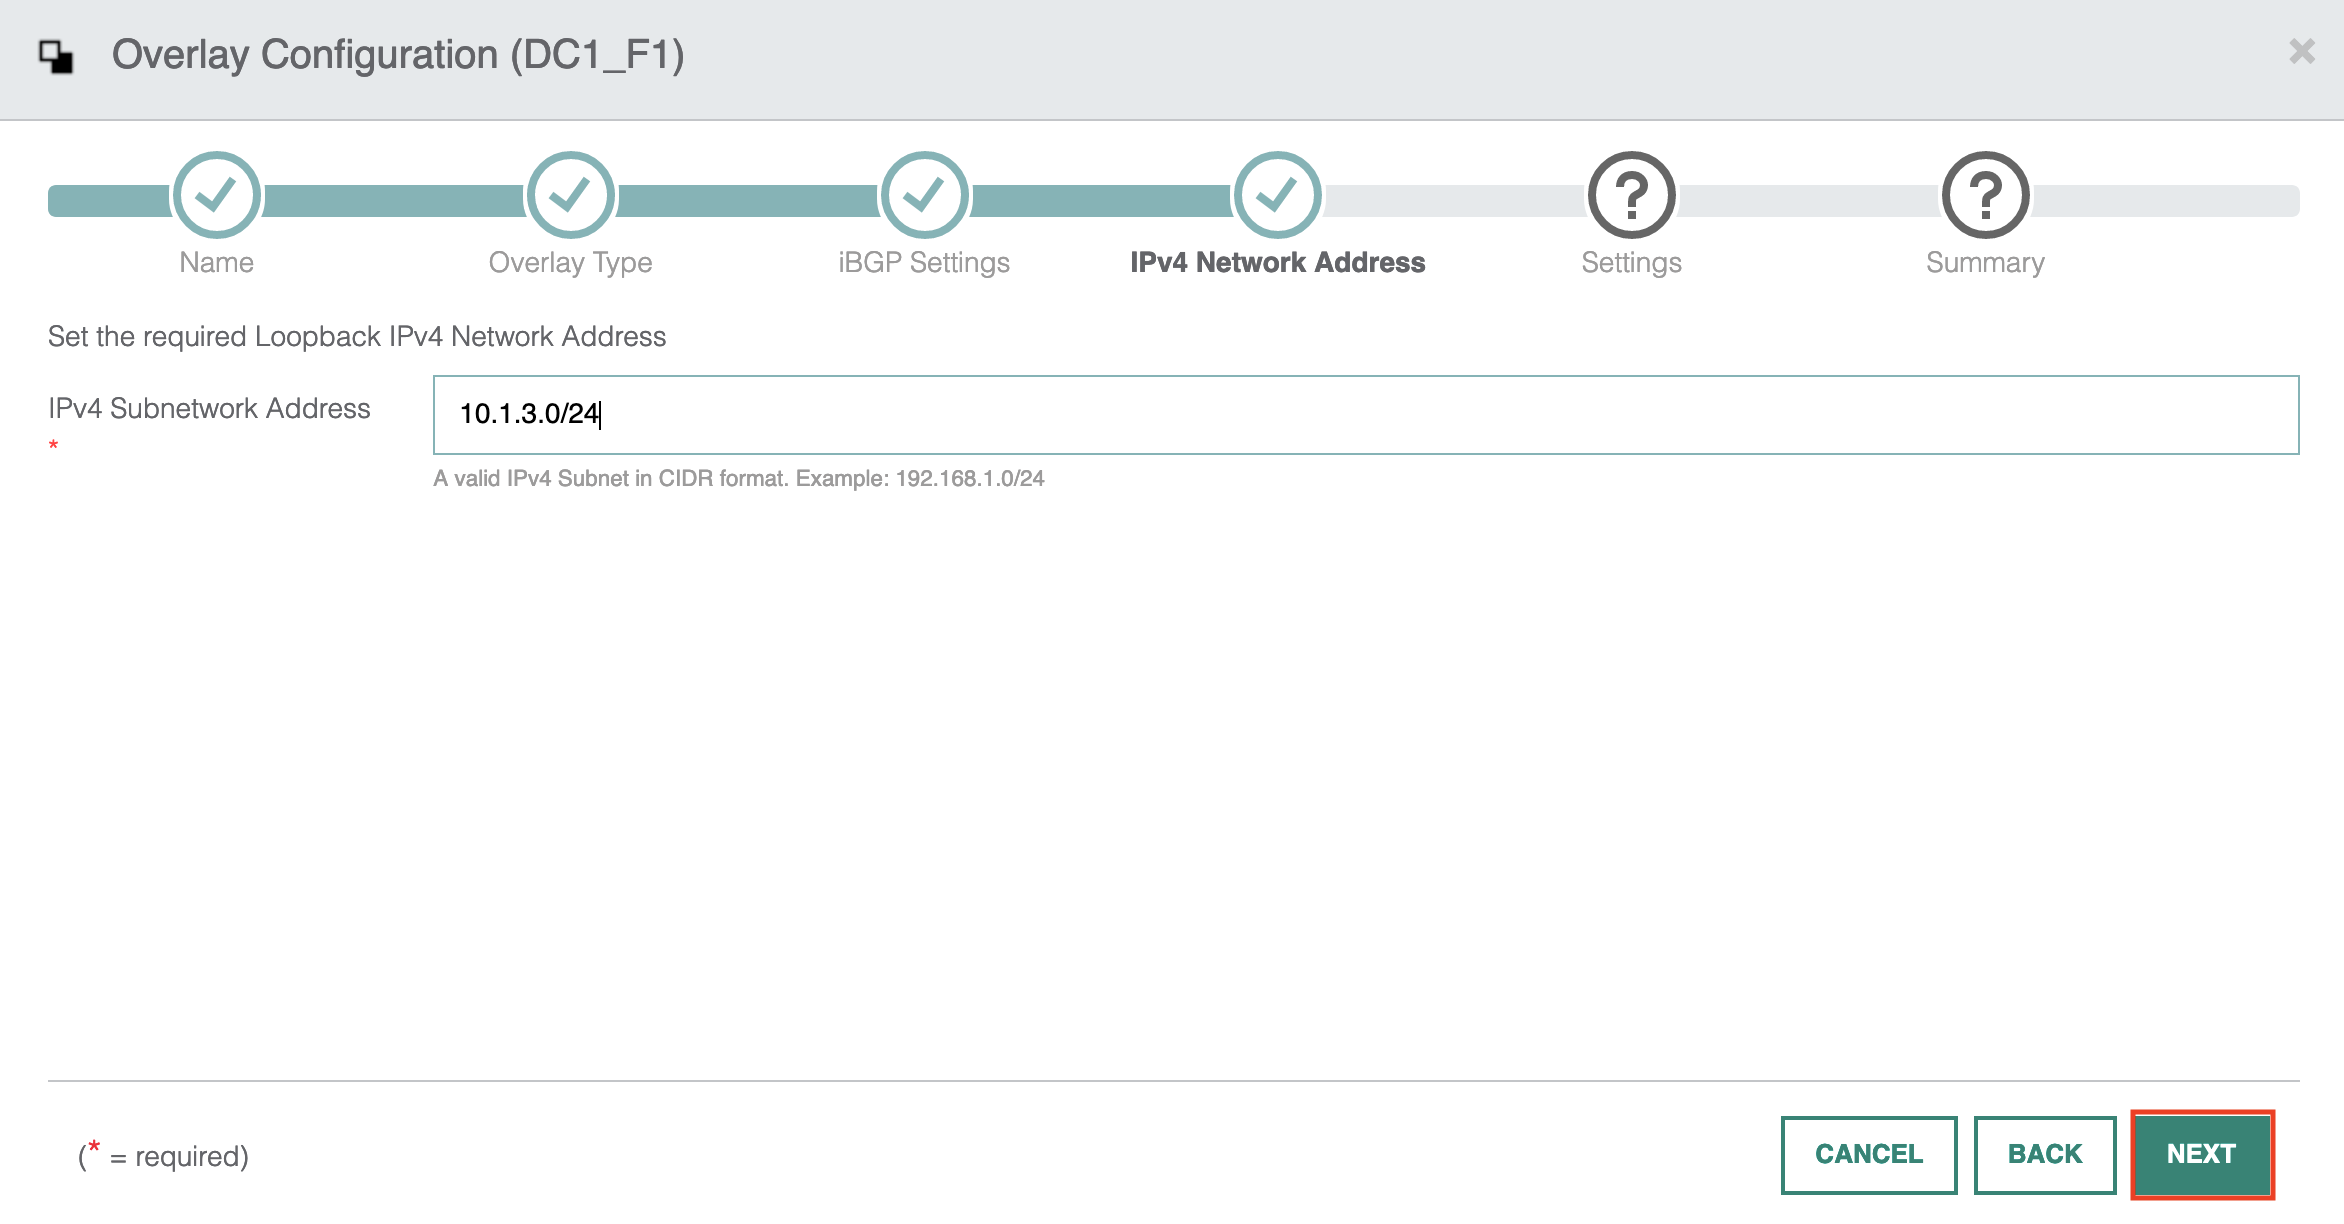 Overlay Configuration (DC1_F1)
Name
Overlay Type
iBGP Settings
IPv4 Network Address
Settings
Summary
Set the required Loopback IPv4 Network Address
IPv4 Subnetwork Address
*
10.1.3.0/24
A valid IPv4 Subnet in CIDR format. Example: 192.168.1.0/24
(* = required)
CANCEL
BACK
NEXT